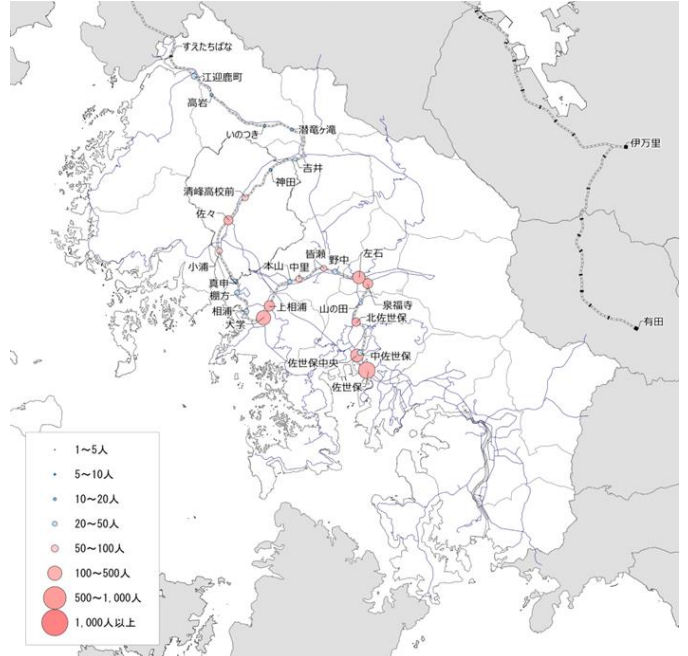 すえたちばな
江迎鹿町
高岩
いのつき
潜竜ヶ滝
吉井
神田
清峰高校前
佐々
小浦
真申
棚方
相浦
大学
上相浦
本山
中里
皆瀬
野中
左石
泉福寺
山の田
北佐世保
中佐世保
佐世保中央
佐世保
伊万里
有田
1～5人
5～10人
10～20人
20～50人
50～100人
100～500人
500～1,000人
1,000人以上